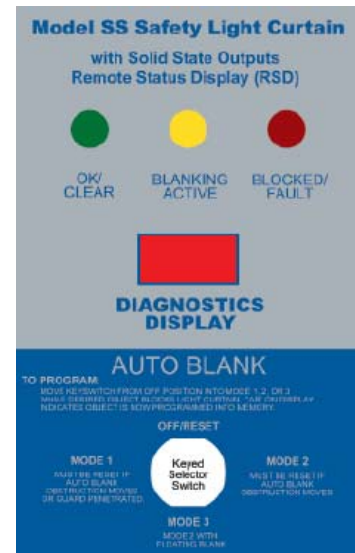 Model SS Safety Light Curtain
with Solid State Outputs
Remote Status Display (RSD)
OK/ BLANKING BLOCKED/
CLEAR ACTIVE FAULT
DIAGNOSTICS
DISPLAY
AUTO BLANK
TO PROGRAM:
MOVE KEYSWITCH FROM OFF POSITION INTO MODE 1, 2, OR 3
WHILE DESIRED OBJECT BLOCKS LIGHT CURTAIN. ON DISPLAY
INDICATES OBJECT IS NOW PROGRAMMED INTO MEMORY.
OFF/RESET
MODE 1
MUST BE RESET IF
AUTO BLANK
OBSTRUCTION MOVES
OR GUARD PENETRATED
Keyed
Selector
Switch
MODE 2
MUST BE RESET IF
AUTO BLANK
OBSTRUCTION MOVES
MODE 3
MODE 2 WITH
FLOATING BLANK